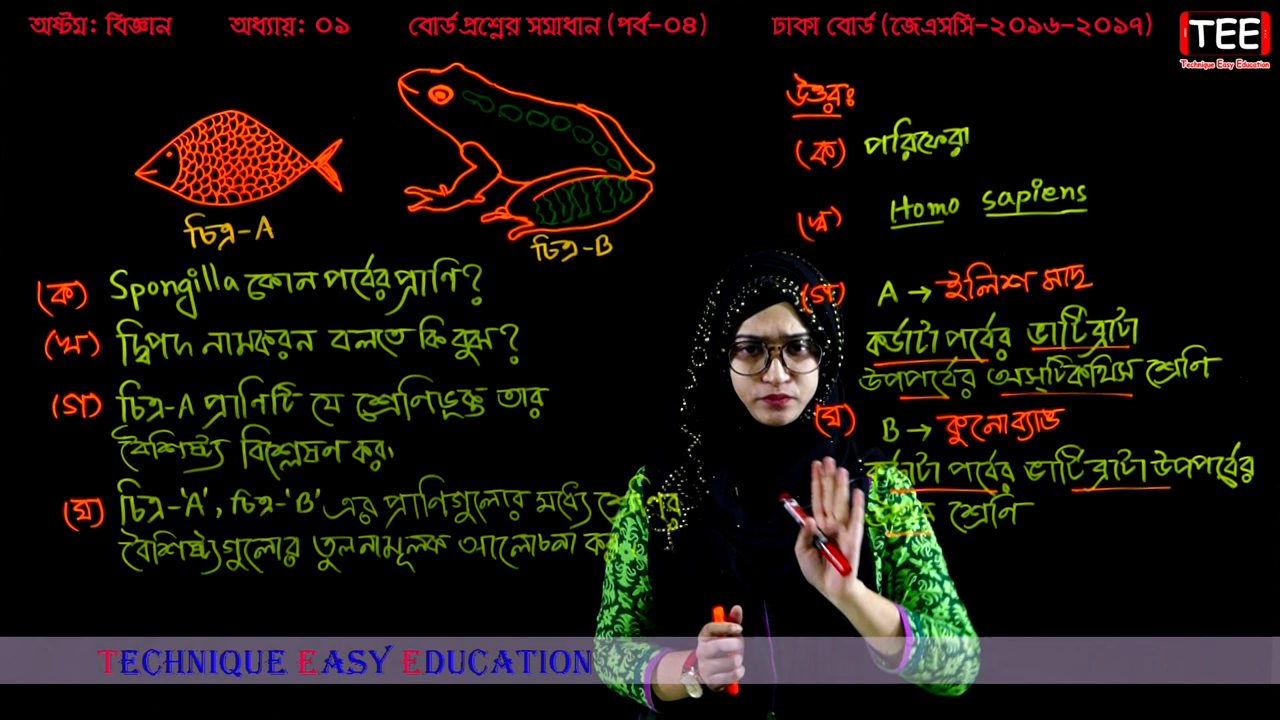 অষ্টম: বিজ্ঞান অধ্যায়: ০১ বোর্ড প্রশ্নের সমাধান (পর্ব-০৪) ঢাকা বোর্ড (জেএসসি-২০১৬-২০১৭)
TEE
Technique Easy Education
চিত্র-A
চিত্র-B
(ক) Spongilla কোন পর্বের প্রাণি?
(খ) দ্বিপদ নামকরন বলতে কি বুঝ?
(গ) চিত্র-A প্রাণিটি যে শ্রেণিভূক্ত তার
বৈশিষ্ট্য বিশ্লেষণ কর।
(ঘ) চিত্র-'A', চিত্র-'B' এর প্রাণিগুলোর মধ্যে
বৈশিষ্ট্যগুলোর তুলনামূলক আলোচনা
উত্তরঃ
(ক) পরিফেরা
(খ) Homo sapiens
(গ) A → ইলিশ মাছ
কর্ডাটা পর্বের ভার্টিব্রাটা
উপপর্বের অস্টিকথিস শ্রেণি
(ঘ) B → কুনোব্যাঙ
কর্ডাটা পর্বের ভার্টিব্রাটা উপপর্বের
শ্রেণি
TECHNIQUE EASY EDUCATION